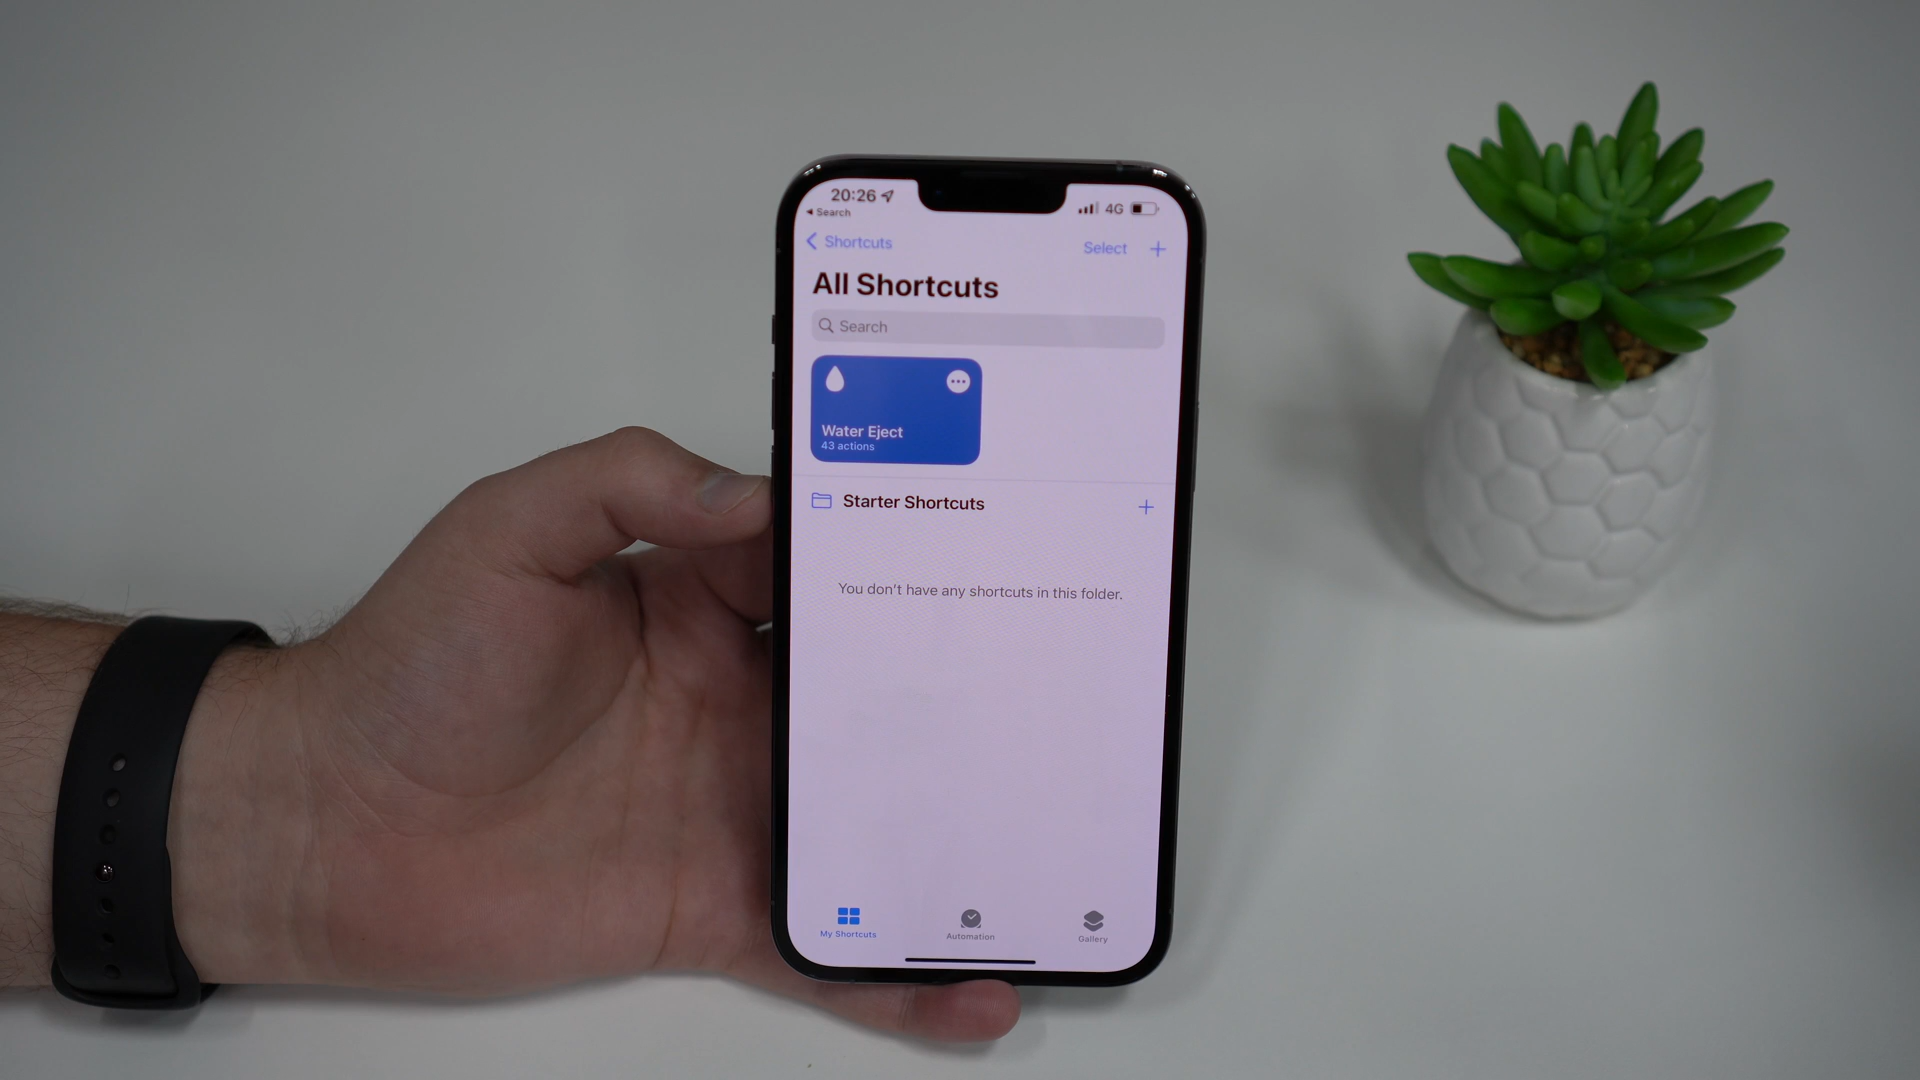 20:26
Search
4G
Shortcuts
Select
All Shortcuts
Search
Water Eject
43 actions
Starter Shortcuts
You don't have any shortcuts in this folder.
My Shortcuts
Automation
Gallery